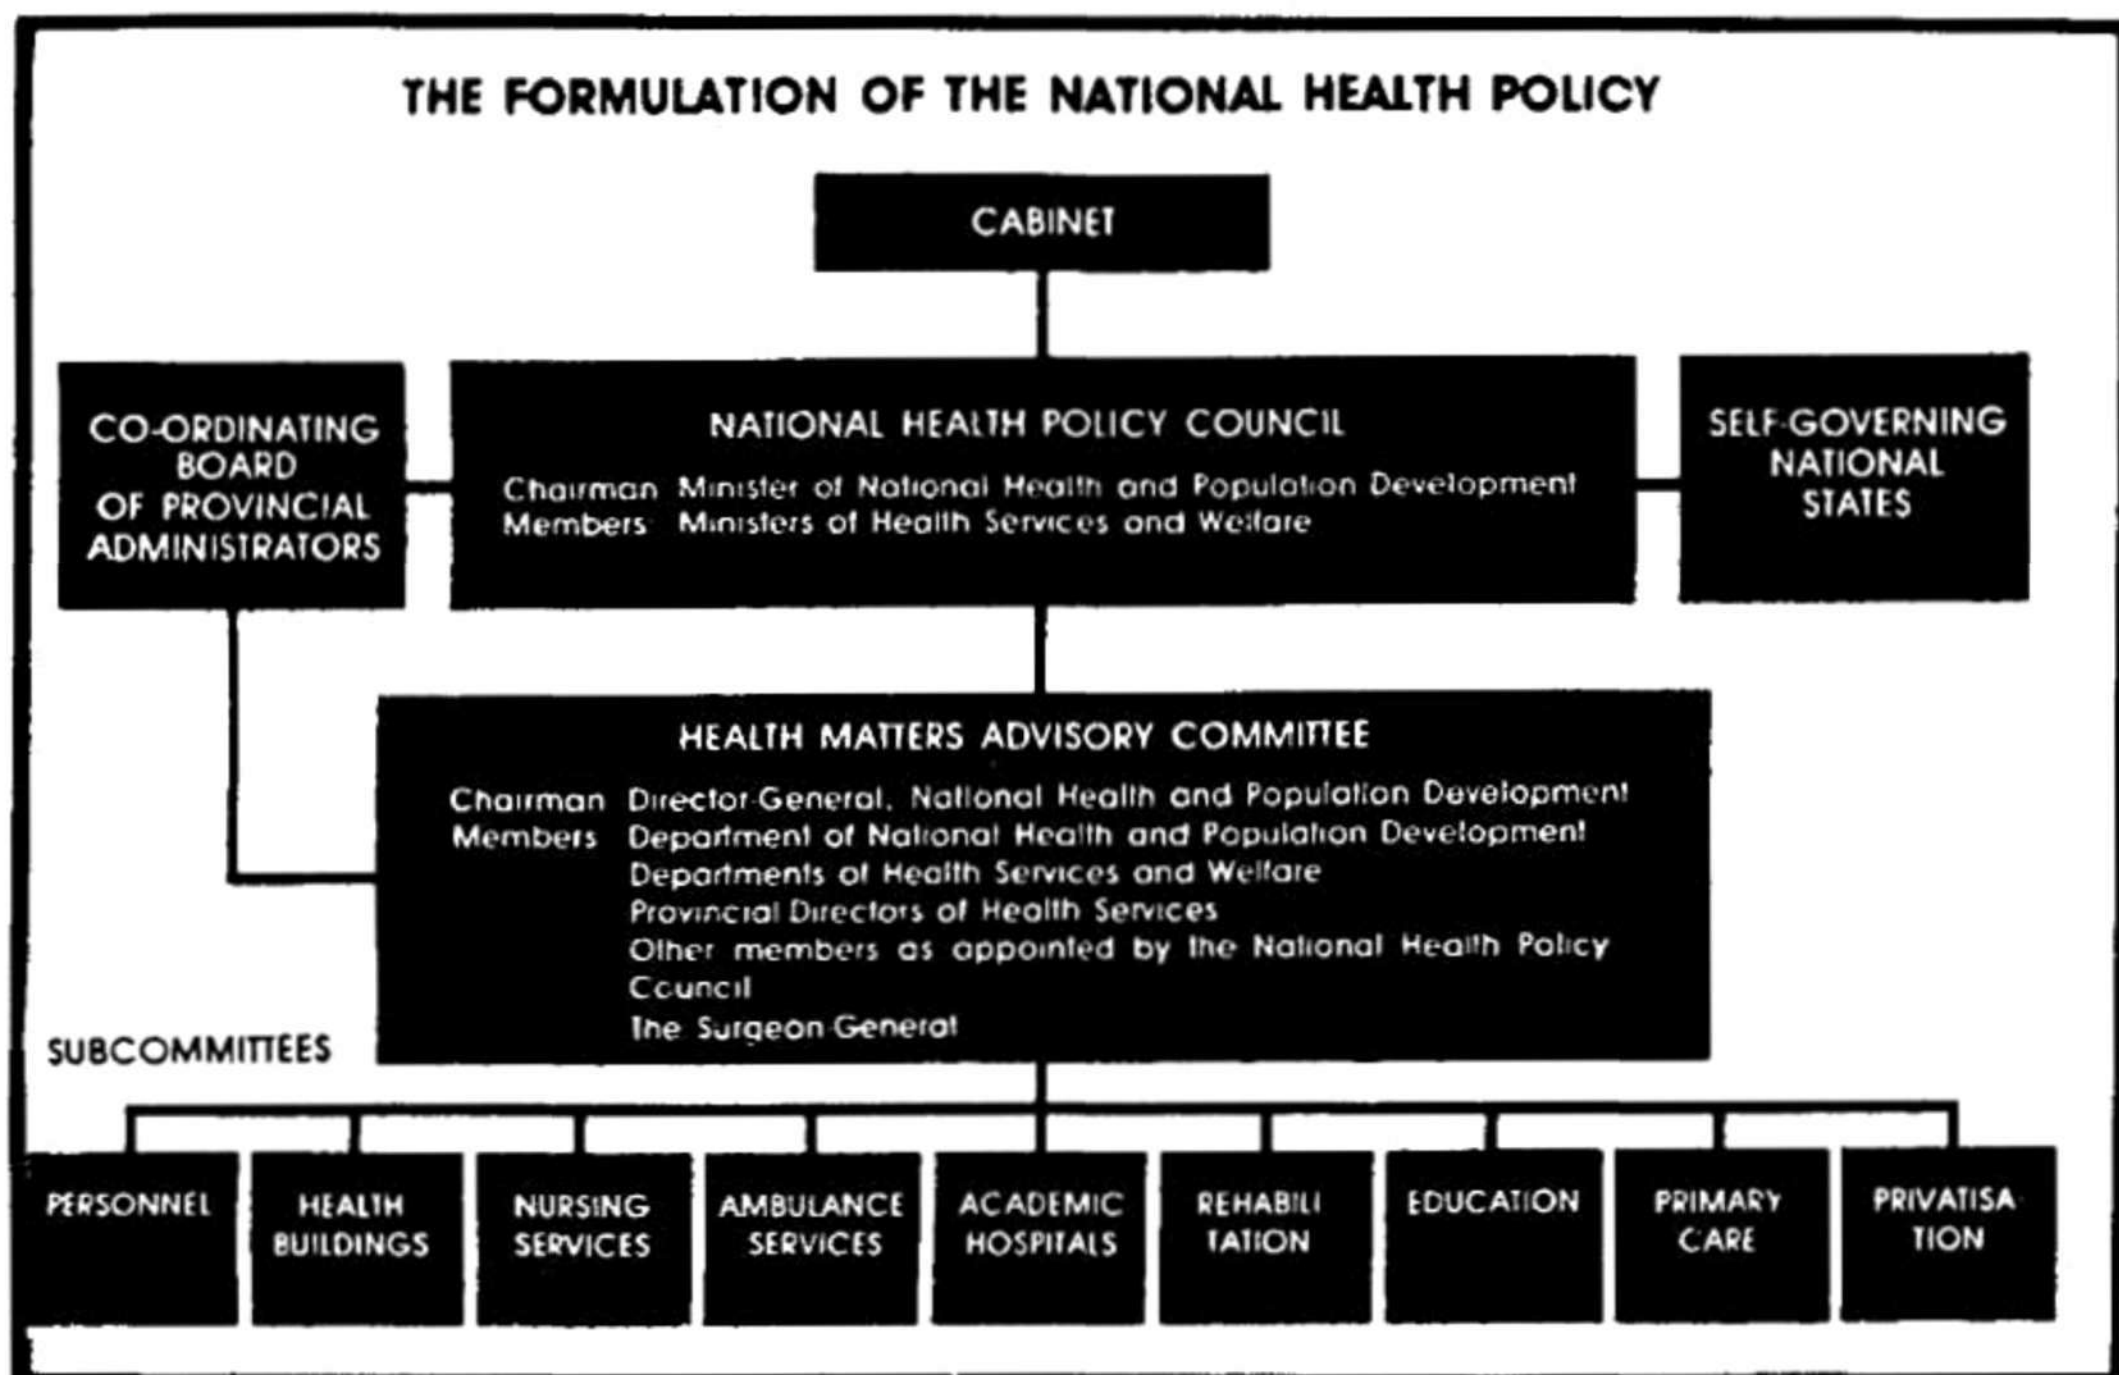 THE FORMULATION OF THE NATIONAL HEALTH POLICY
CABINET
CO-ORDINATING
BOARD
OF PROVINCIAL
ADMINISTRATORS
NATIONAL HEALTH POLICY COUNCIL
Chairman Minister of National Health and Population Development
Members Ministers of Health Services and Welfare
SELF-GOVERNING
NATIONAL
STATES
HEALTH MATTERS ADVISORY COMMITTEE
Chairman Director-General, National Health and Population Development
Members Department of National Health and Population Development
Departments of Health Services and Welfare
Provincial Directors of Health Services
Other members as appointed by the National Health Policy
Council
The Surgeon-General
SUBCOMMITTEES
PERSONNEL
HEALTH
BUILDINGS
NURSING
SERVICES
AMBULANCE
SERVICES
ACADEMIC
HOSPITALS
REHABILI
TATION
EDUCATION
PRIMARY
CARE
PRIVATISA-
TION